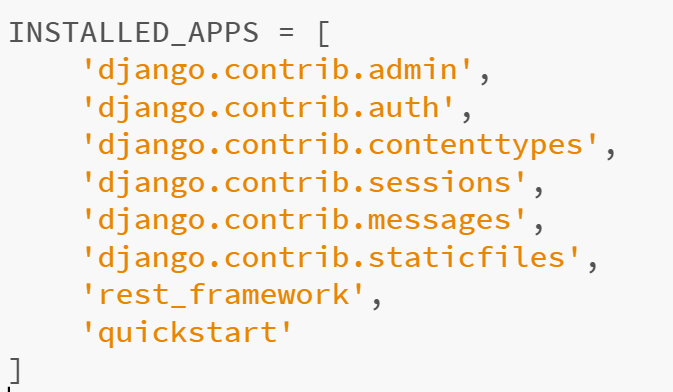 INSTALLED_APPS = [
    'django.contrib.admin',
    'django.contrib.auth',
    'django.contrib.contenttypes',
    'django.contrib.sessions',
    'django.contrib.messages',
    'django.contrib.staticfiles',
    'rest_framework',
    'quickstart'
]